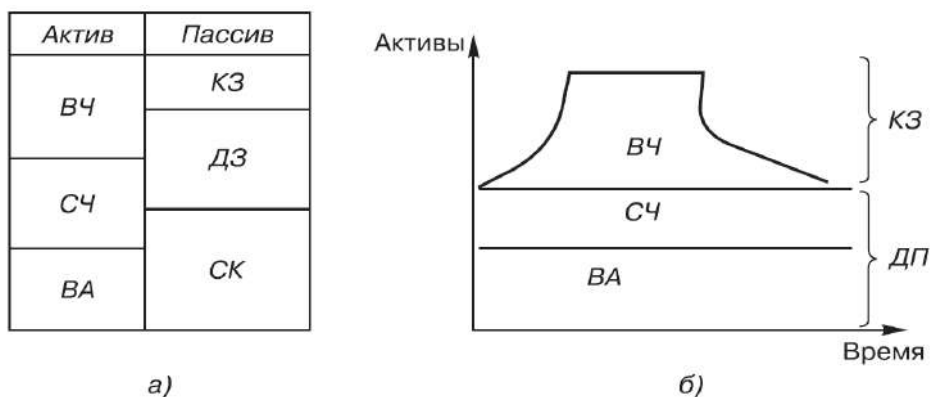 Актив Пассив
ВЧ
СЧ
ВА
КЗ
ДЗ
СК
а)
Активы
ВЧ
СЧ
ВА
КЗ
ДП
Время
б)